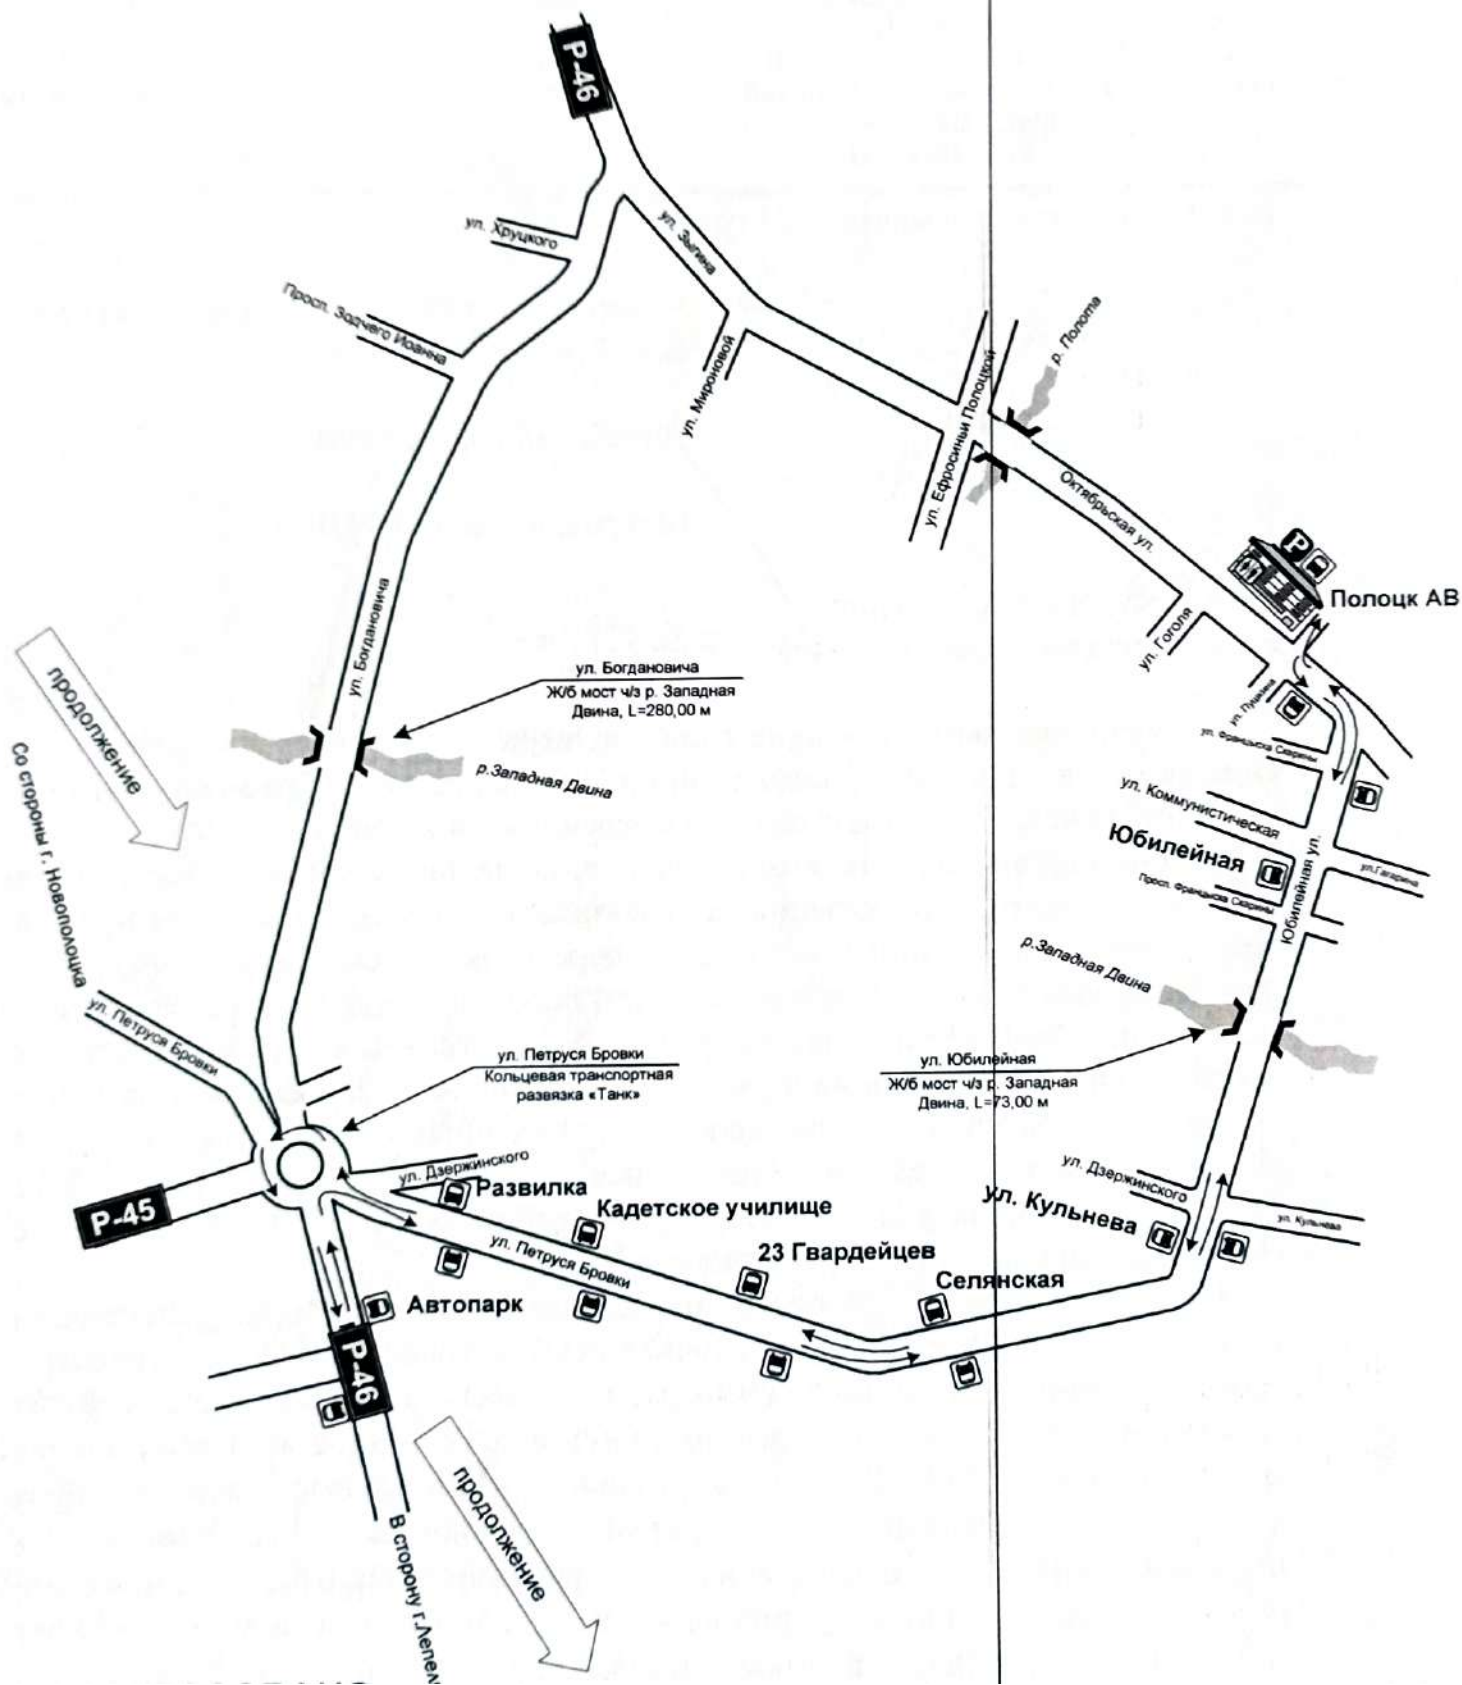 Р-46
ул. Хруцкого
ул. Зыгина
Просп. Зодчего Иоанна
ул. Мироновой
р. Полота
ул. Ефросиньи Полоцкой
Октябрьская ул.
Полоцк АВ
ул. Гоголя
ул. Богдановича
ул. Богдановича
Ж/б мост ч/з р. Западная
Двина, L=280,00 м
продолжение
ул. Пушкина
ул. Франциска Скорины
Со стороны г. Новополоцка
р.Западная Двина
ул. Коммунистическая
Юбилейная
Юбилейная ул.
ул.Гагарина
Просп. Франциска Скорины
р.Западная Двина
ул. Петруся Бровки
ул. Петруся Бровки
Кольцевая транспортная
развязка «Танк»
ул. Юбилейная
Ж/б мост ч/з р. Западная
Двина, L=73,00 м
ул. Дзержинского
Развилка
ул. Дзержинского
ул. Кульнева
ул. Кульнева
Р-45
Кадетское училище
ул. Петруся Бровки
23 Гвардейцев
Селянская
Автопарк
Р-46
продолжение
В сторону г.Лепеля